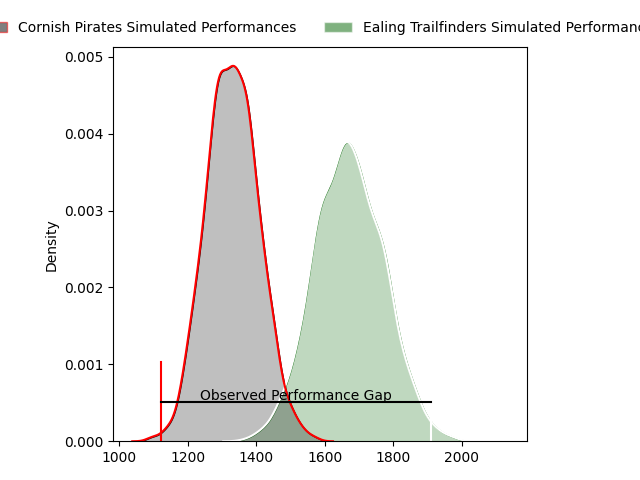 Cornish Pirates Simulated Performances
Ealing Trailfinders Simulated
0.005
0.004
0.003
0.002
0.001
0.000
Density
Observed Performance Gap
1000 1200 1400 1600 1800 2000